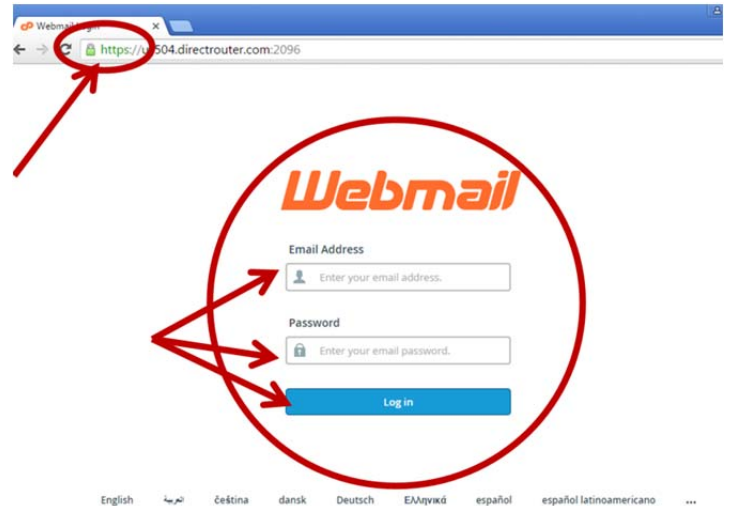 Webmail
https://u 504.directrouter.com:2096
Webmail
Email Address
Enter your email address.
Password
Enter your email password.
Log in
English العربية čeština dansk Deutsch Ελληνικά español español latinoamericano ...